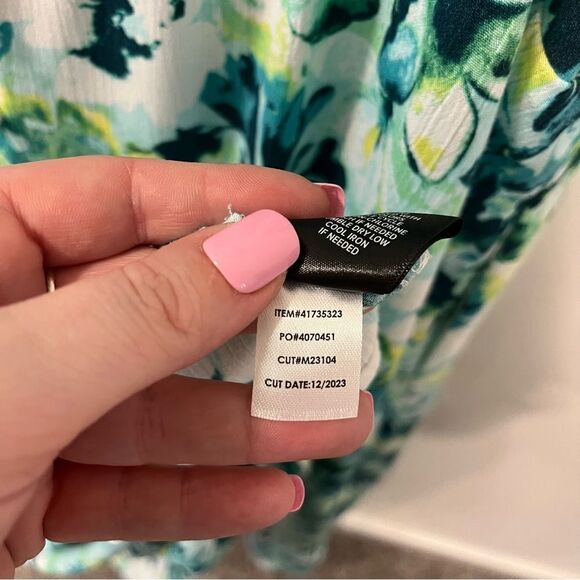 IF NEEDED
COOL IRON
IF NEEDED
ITEM#41735323
PO#4070451
CUT#M23104
CUT DATE:12/2023